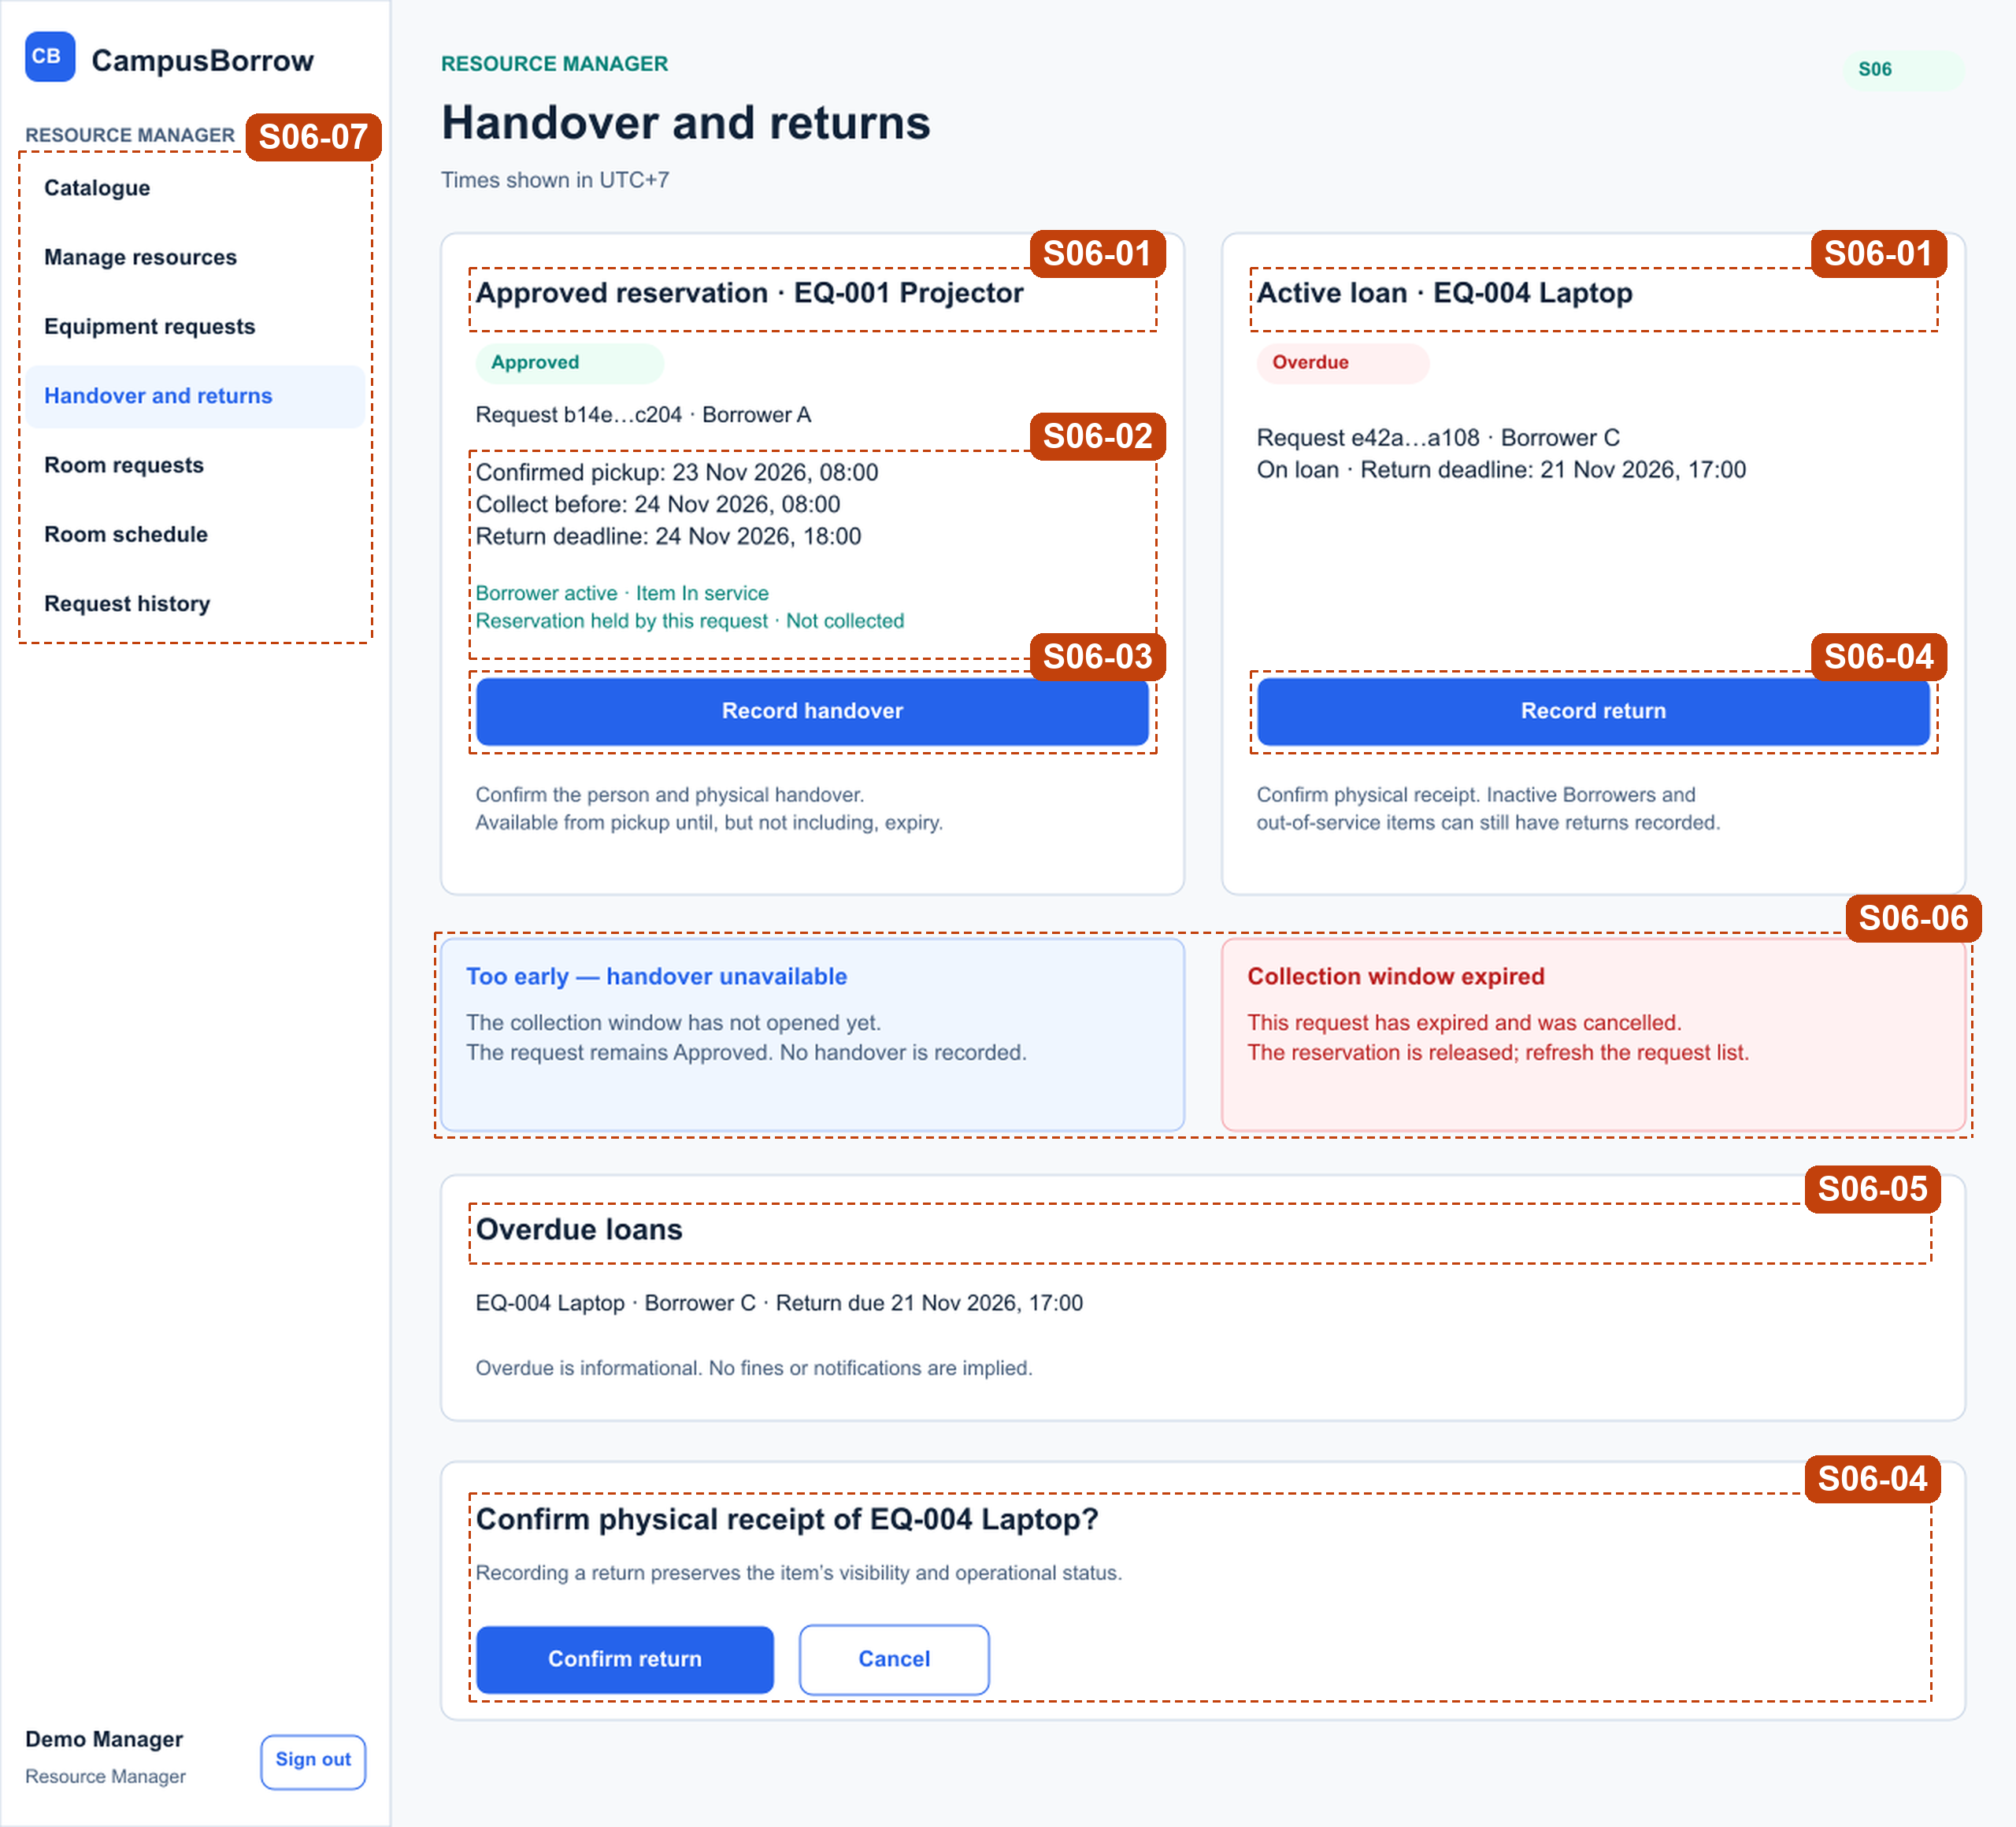 CB
CampusBorrow
RESOURCE MANAGER
S06-07
Catalogue
Manage resources
Equipment requests
Handover and returns
Room requests
Room schedule
Request history
Demo Manager
Resource Manager
Sign out
RESOURCE MANAGER
S06
Handover and returns
Times shown in UTC+7
S06-01
Approved reservation · EQ-001 Projector
Approved
Request b14e…c204 · Borrower A
S06-02
Confirmed pickup: 23 Nov 2026, 08:00
Collect before: 24 Nov 2026, 08:00
Return deadline: 24 Nov 2026, 18:00
Borrower active · Item In service
Reservation held by this request · Not collected
S06-03
Record handover
Confirm the person and physical handover.
Available from pickup until, but not including, expiry.
S06-01
Active loan · EQ-004 Laptop
Overdue
Request e42a…a108 · Borrower C
On loan · Return deadline: 21 Nov 2026, 17:00
S06-04
Record return
Confirm physical receipt. Inactive Borrowers and
out-of-service items can still have returns recorded.
S06-06
Too early — handover unavailable
The collection window has not opened yet.
The request remains Approved. No handover is recorded.
Collection window expired
This request has expired and was cancelled.
The reservation is released; refresh the request list.
S06-05
Overdue loans
EQ-004 Laptop · Borrower C · Return due 21 Nov 2026, 17:00
Overdue is informational. No fines or notifications are implied.
S06-04
Confirm physical receipt of EQ-004 Laptop?
Recording a return preserves the item’s visibility and operational status.
Confirm return
Cancel